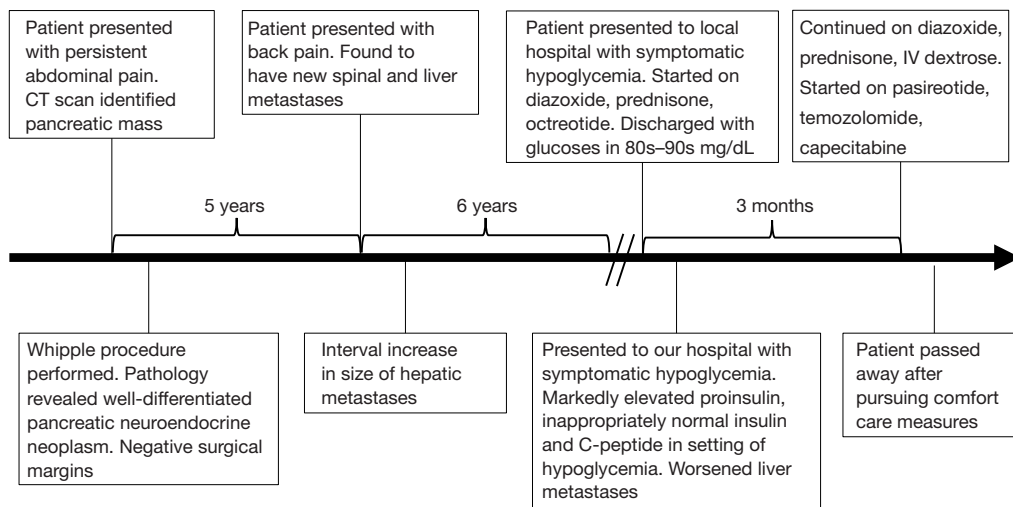 Patient presented
with persistent
abdominal pain.
CT scan identified
pancreatic mass
Patient presented with
back pain. Found to
have new spinal and liver
metastases
Patient presented to local
hospital with symptomatic
hypoglycemia. Started on
diazoxide, prednisone,
octreotide. Discharged with
glucoses in 80s–90s mg/dL
Continued on diazoxide,
prednisone, IV dextrose.
Started on pasireotide,
temozolomide,
capecitabine
5 years
6 years
3 months
Whipple procedure
performed. Pathology
revealed well-differentiated
pancreatic neuroendocrine
neoplasm. Negative surgical
margins
Interval increase
in size of hepatic
metastases
Presented to our hospital with
symptomatic hypoglycemia.
Markedly elevated proinsulin,
inappropriately normal insulin
and C-peptide in setting of
hypoglycemia. Worsened liver
metastases
Patient passed
away after
pursuing comfort
care measures